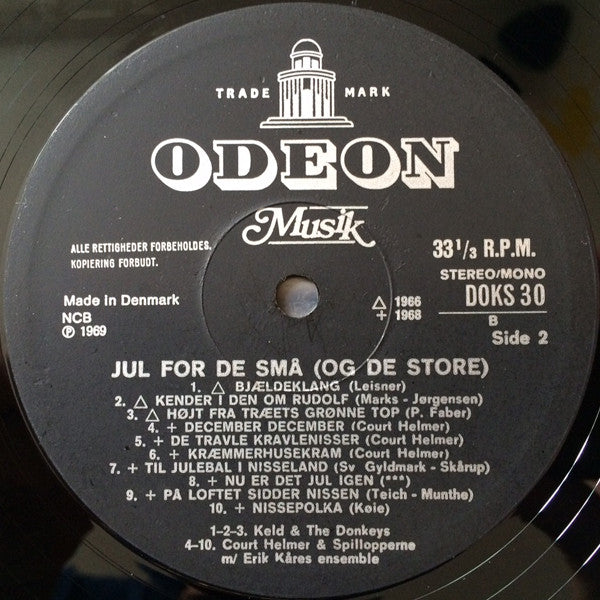 TRADE MARK
ODEON
Musik
ALLE RETTIGHEDER FORBEHOLDES.
KOPIERING FORBUDT.
Made in Denmark
NCB
℗ 1969
△ 1966
+ 1968
33 1/3 R.P.M.
STEREO/MONO
DOKS 30
B
Side 2
JUL FOR DE SMÅ (OG DE STORE)
1. △ BJÆLDEKLANG (Leisner)
2. △ KENDER I DEN OM RUDOLF (Marks - Jørgensen)
3. △ HØJT FRA TRÆETS GRØNNE TOP (P. Faber)
4. + DECEMBER DECEMBER (Court Helmer)
5. + DE TRAVLE KRAVLENISSER (Court Helmer)
6. + KRÆMMERHUSEKRAM (Court Helmer)
7. + TIL JULEBAL I NISSELAND (Sv Gyldmark - Skårup)
8. + NU ER DET JUL IGEN (***)
9. + PÅ LOFTET SIDDER NISSEN (Teich - Munthe)
10. + NISSEPOLKA (Køie)
1-2-3. Keld & The Donkeys
4-10. Court Helmer & Spillopperne
m/ Erik Kåres ensemble